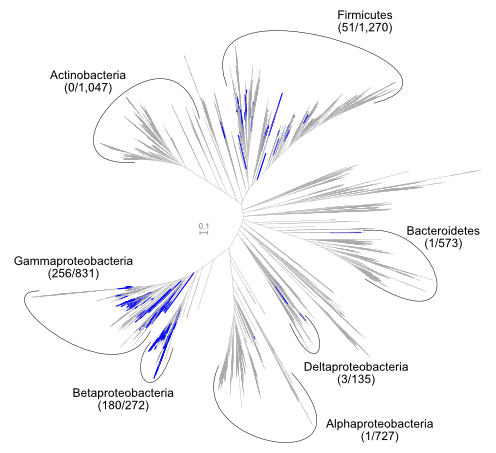 Firmicutes
(51/1,270)
Actinobacteria
(0/1,047)
0.1
Bacteroidetes
(1/573)
Gammaproteobacteria
(256/831)
Deltaproteobacteria
(3/135)
Betaproteobacteria
(180/272)
Alphaproteobacteria
(1/727)